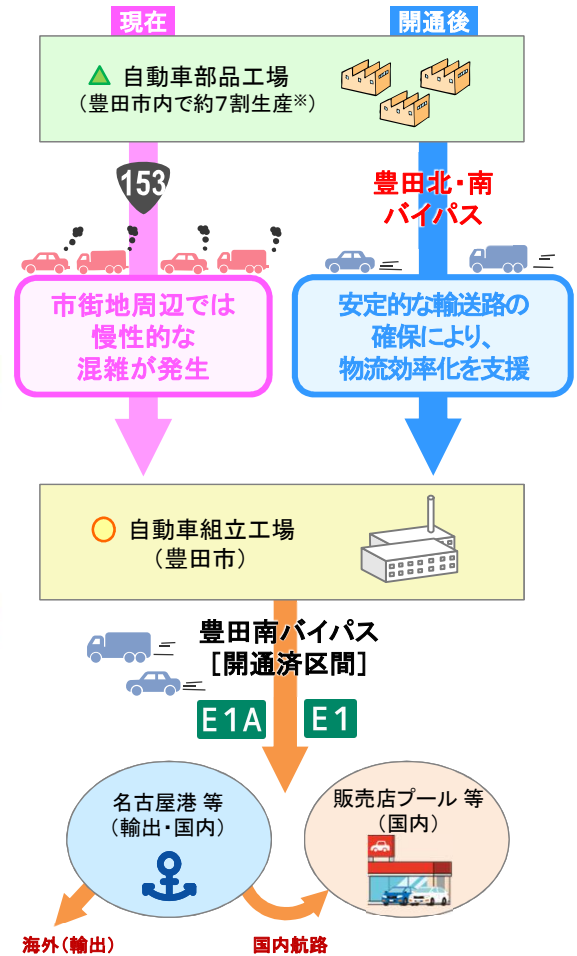 現在
開通後
自動車部品工場
（豊田市内で約７割生産※）
153
豊田北・南
バイパス
市街地周辺では
慢性的な
混雑が発生
安定的な輸送路の
確保により、
物流効率化を支援
自動車組立工場
（豊田市）
豊田南バイパス
［開通済区間］
E1A
E1
名古屋港 等
（輸出・国内）
販売店プール 等
（国内）
海外（輸出）
国内航路